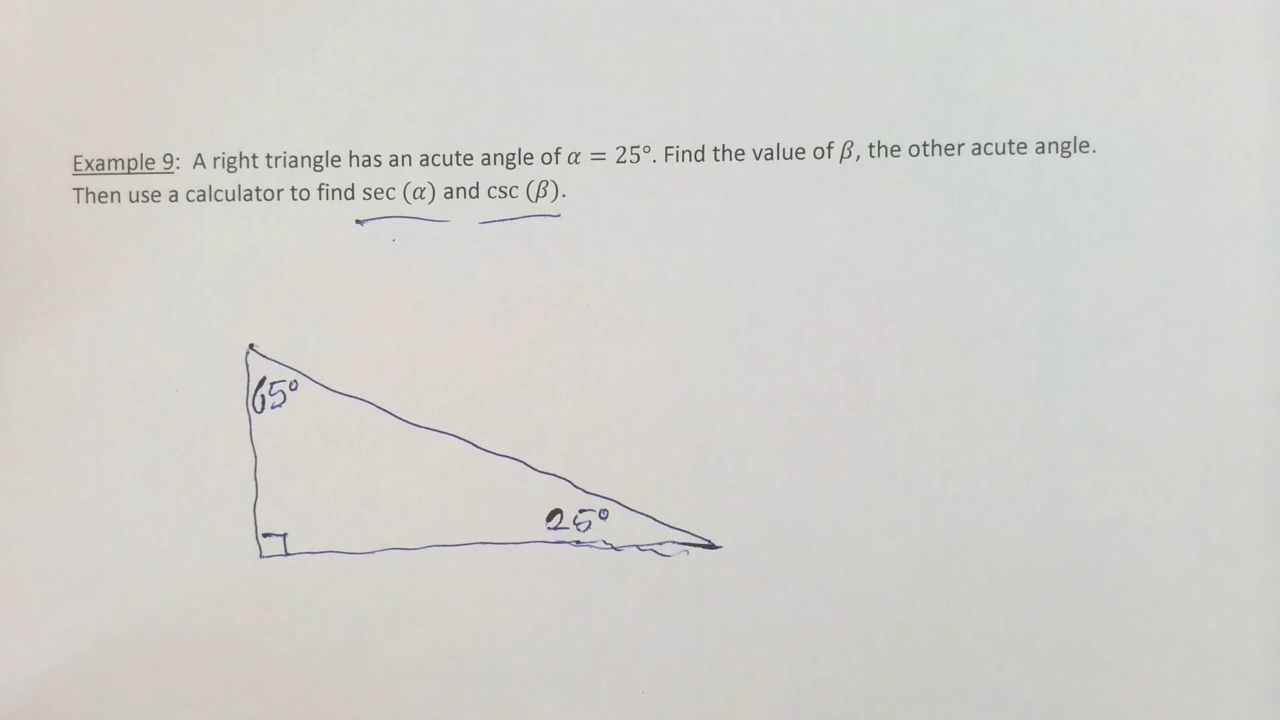 Example 9: A right triangle has an acute angle of α = 25°. Find the value of β, the other acute angle.
Then use a calculator to find sec (α) and csc (β).
65°
25°